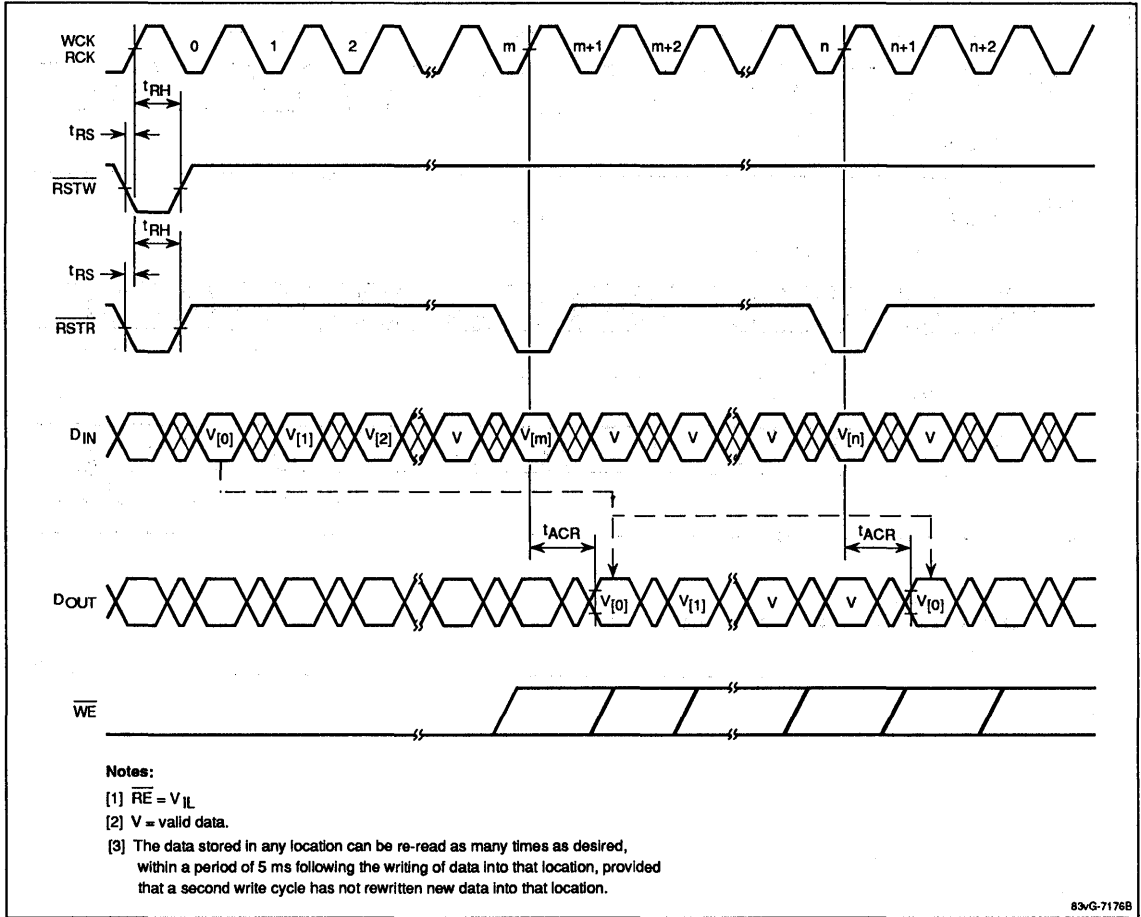 WCK
RCK
0 1 2 m m+1 m+2 n n+1 n+2
tRH
tRS
RSTW
tRH
tRS
RSTR
DIN V[0] V[1] V[2] V V[m] V V V V[n] V
tACR tACR
DOUT V[0] V[1] V V V[0]
WE
Notes:
[1] RE = VIL
[2] V = valid data.
[3] The data stored in any location can be re-read as many times as desired,
within a period of 5 ms following the writing of data into that location, provided
that a second write cycle has not rewritten new data into that location.
83vG-7176B